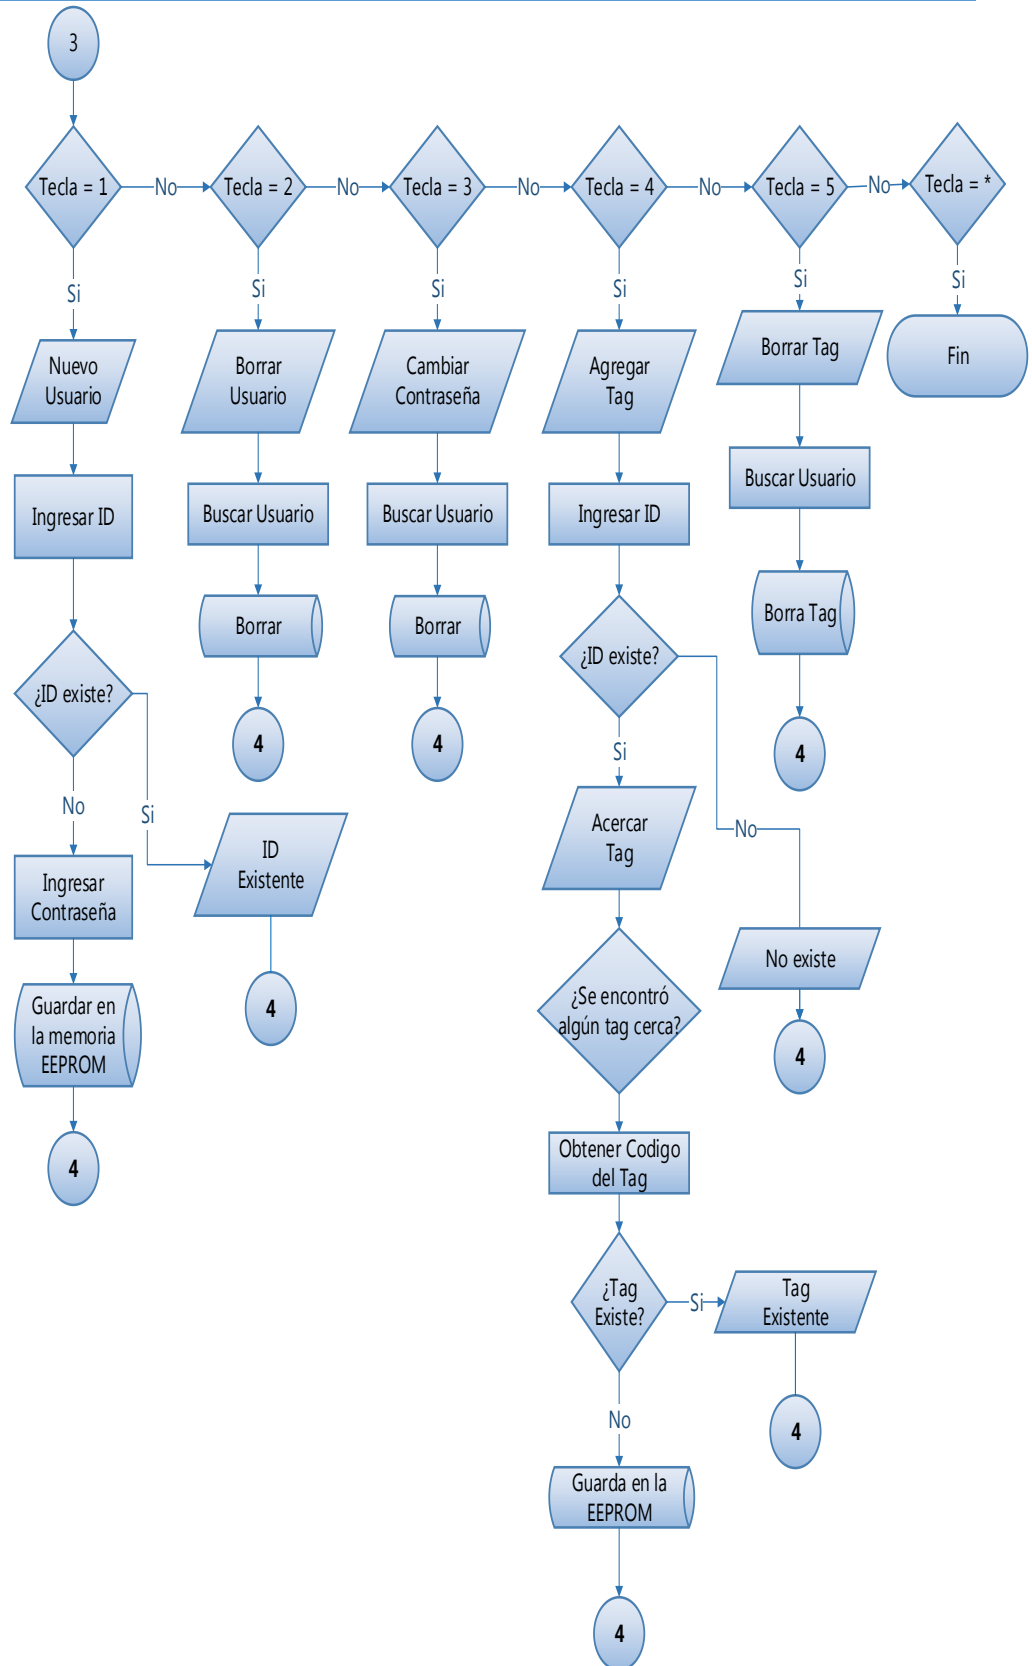 3
Tecla = 1
No
Tecla = 2
No
Tecla = 3
No
Tecla = 4
No
Tecla = 5
No
Tecla = *
Si
Si
Si
Si
Si
Si
Nuevo
Usuario
Borrar
Usuario
Cambiar
Contraseña
Agregar
Tag
Borrar Tag
Fin
Ingresar ID
Buscar Usuario
Buscar Usuario
Ingresar ID
Buscar Usuario
Borrar
Borrar
¿ID existe?
Borra Tag
¿ID existe?
4
4
Si
4
No
Si
ID
Existente
Acercar
Tag
No
Ingresar
Contraseña
4
¿Se encontró
algún tag cerca?
No existe
Guardar en
la memoria
EEPROM
4
4
Obtener Codigo
del Tag
¿Tag
Existe?
Si
Tag
Existente
No
4
Guarda en la
EEPROM
4